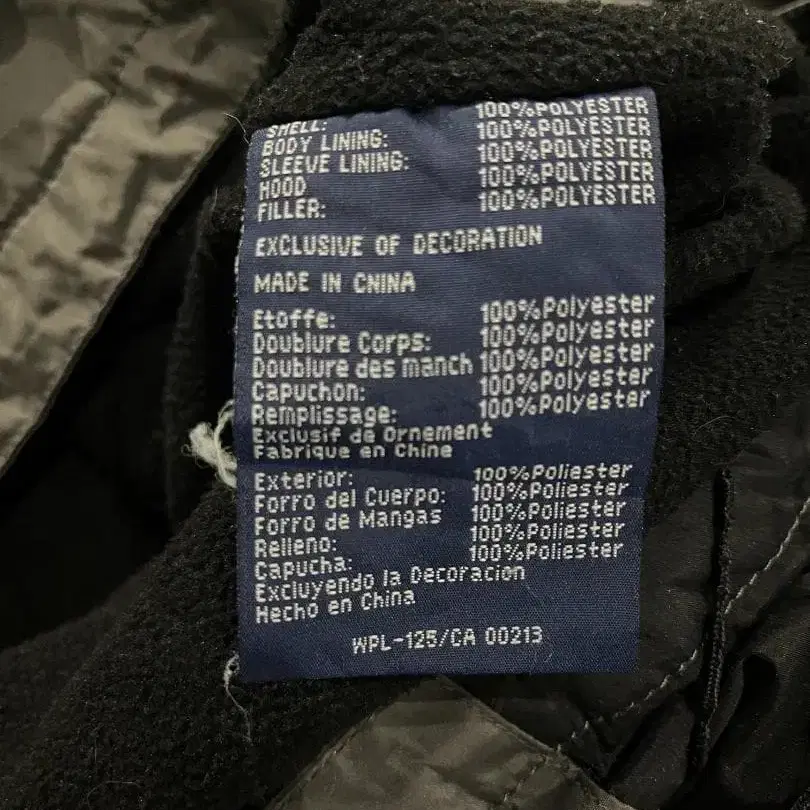 SHELL: 100%POLYESTER
BODY LINING: 100%POLYESTER
SLEEVE LINING: 100%POLYESTER
HOOD 100%POLYESTER
FILLER: 100%POLYESTER
EXCLUSIVE OF DECORATION
MADE IN CNINA
Etoffe: 100%Polyester
Doublure Corps: 100%Polyester
Doublure des manch 100%Polyester
Capuchon: 100%Polyester
Remplissage: 100%Polyester
Exclusif de Ornement
Fabrique en Chine
Exterior: 100%Poliester
Forro del Cuerpo: 100%Poliester
Forro de Mangas 100%Poliester
Relleno: 100%Poliester
Capucha: 100%Poliester
Excluyendo la Decoracion
Hecho en China
WPL-125/CA 00213